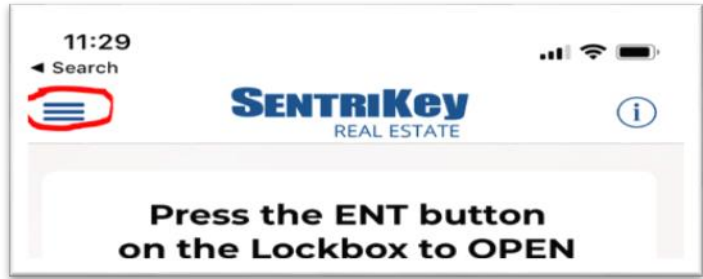 11:29
◄ Search
SENTRIKEY
REAL ESTATE
i
Press the ENT button
on the Lockbox to OPEN